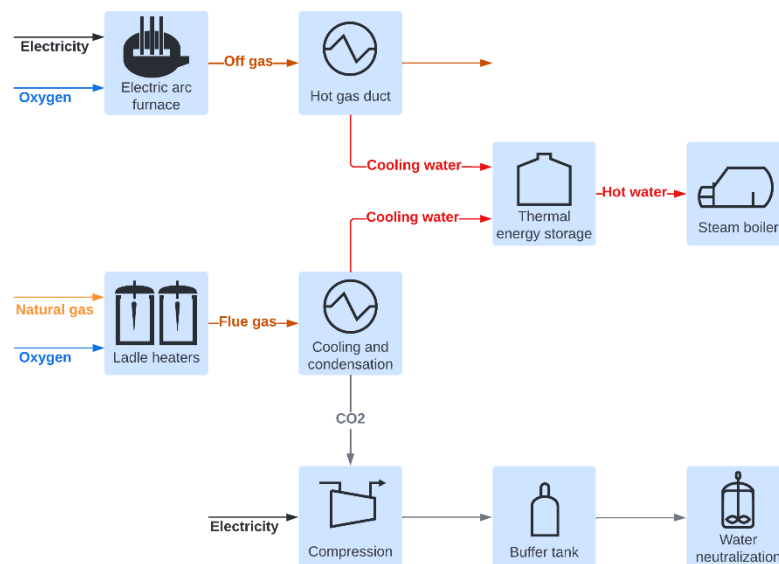 Electricity
Oxygen
Electric arc
furnace
Off gas
Hot gas duct
Cooling water
Cooling water
Thermal
energy storage
Hot water
Steam boiler
Natural gas
Oxygen
Ladle heaters
Flue gas
Cooling and
condensation
CO2
Electricity
Compression
Buffer tank
Water
neutralization